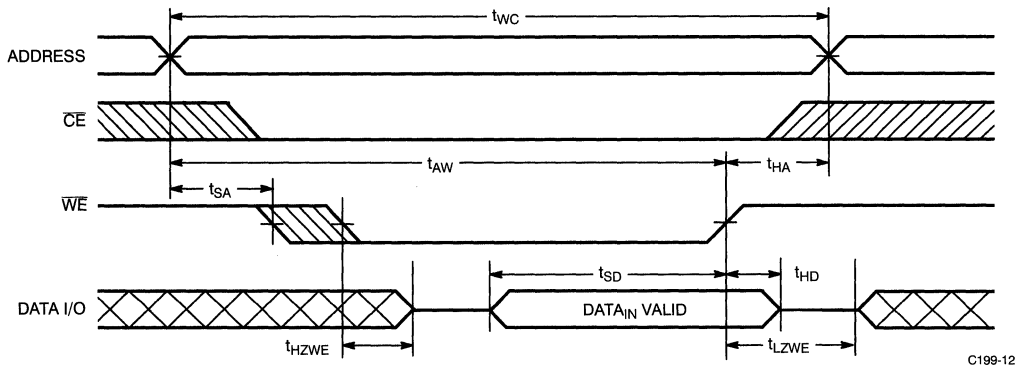 tWC
ADDRESS
CE
tAW
tHA
tSA
WE
tSD
tHD
DATA I/O
DATAIN VALID
tHZWE
tLZWE
C199-12